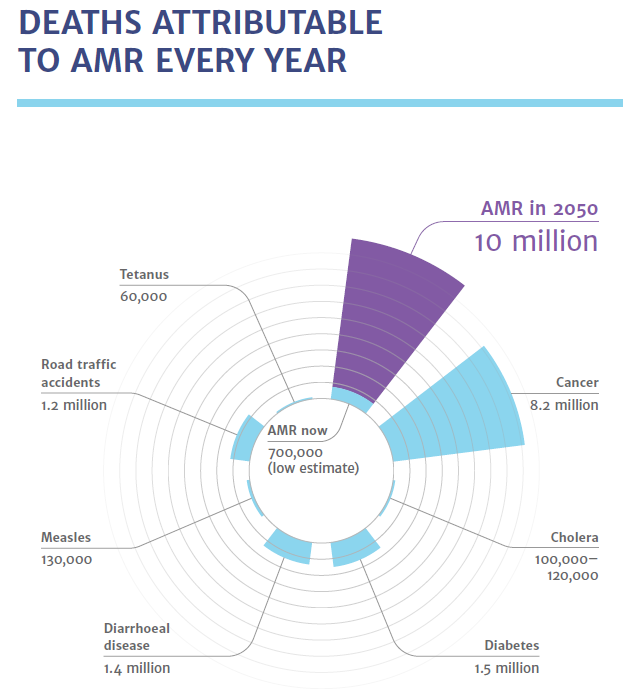 DEATHS ATTRIBUTABLE
TO AMR EVERY YEAR
AMR in 2050
10 million
Tetanus
60,000
Road traffic
accidents
1.2 million
Cancer
8.2 million
AMR now
700,000
(low estimate)
Measles
130,000
Cholera
100,000–
120,000
Diarrhoeal
disease
1.4 million
Diabetes
1.5 million